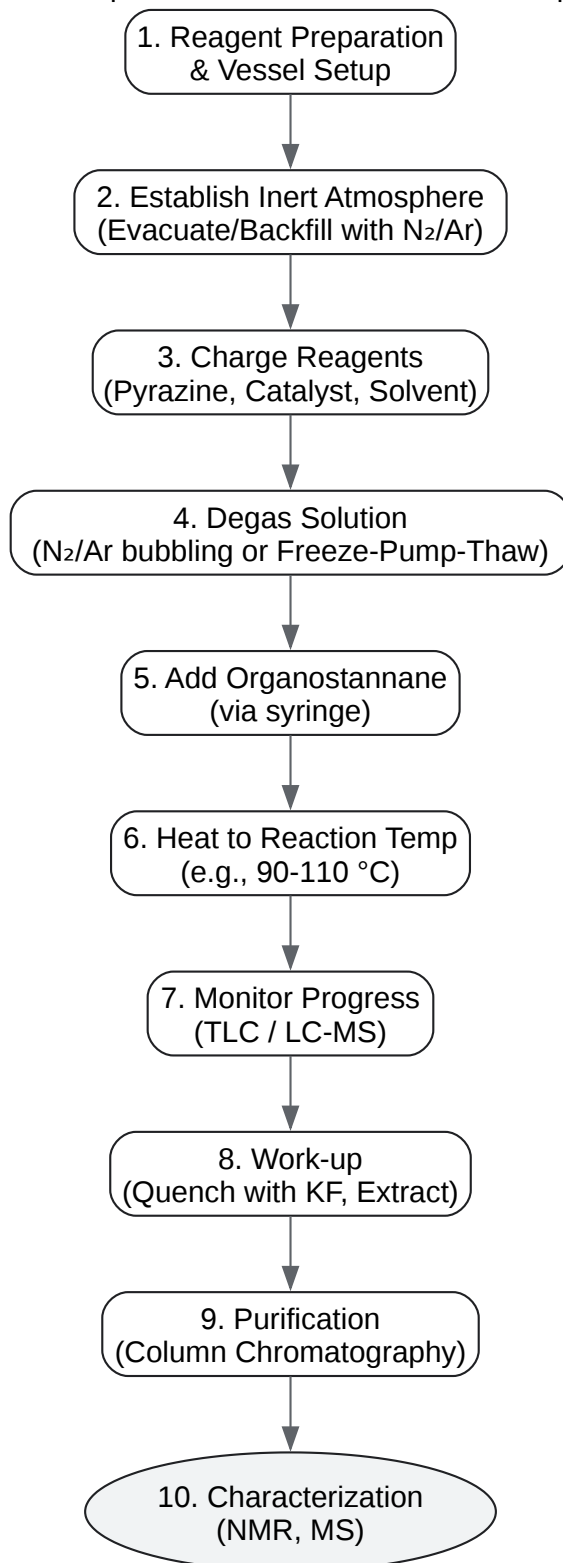 1. Reagent Preparation
& Vessel Setup
2. Establish Inert Atmosphere
(Evacuate/Backfill with N₂/Ar)
3. Charge Reagents
(Pyrazine, Catalyst, Solvent)
4. Degas Solution
(N₂/Ar bubbling or Freeze-Pump-Thaw)
5. Add Organostannane
(via syringe)
6. Heat to Reaction Temp
(e.g., 90-110 °C)
7. Monitor Progress
(TLC / LC-MS)
8. Work-up
(Quench with KF, Extract)
9. Purification
(Column Chromatography)
10. Characterization
(NMR, MS)